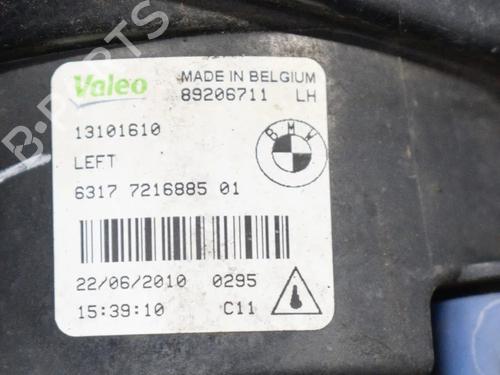 Valeo MADE IN BELGIUM
89206711 LH
13101610
LEFT
BMW
6317 7216885 01
22/06/2010 0295
15:39:10 C11
B-PARTS